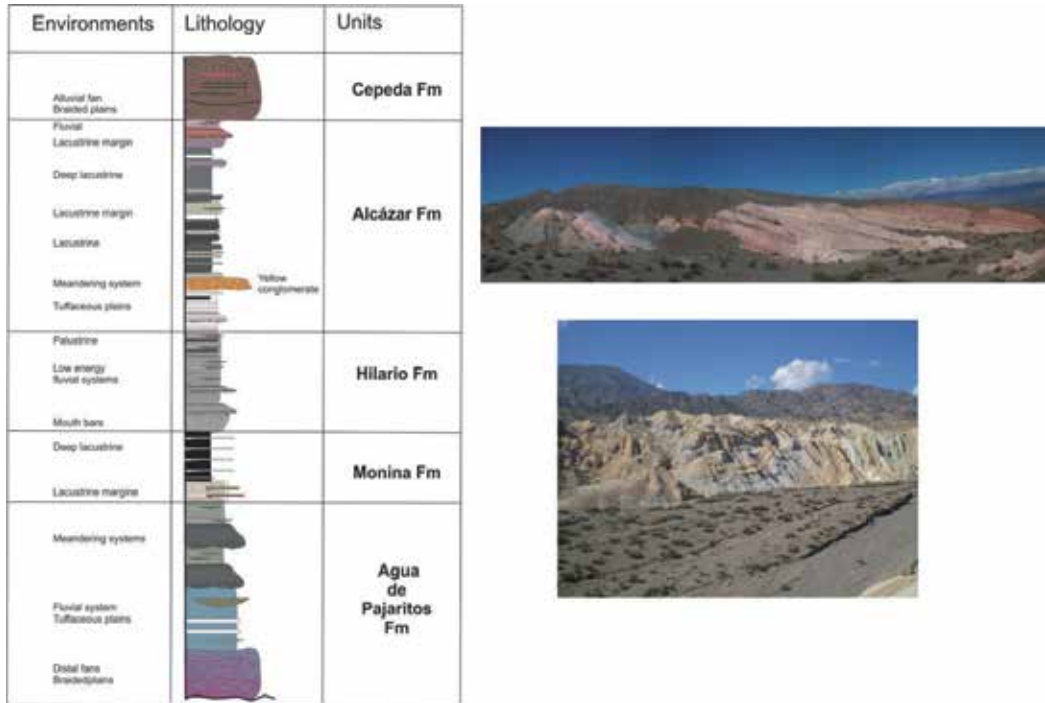 Environments
Lithology
Units
Alluvial fan
Braided plains
Cepeda Fm
Fluvial
Lacustrine margin
Deep lacustrine
Lacustrine margin
Lacustrine
Meandering system
Tuffaceous plains
Yellow
conglomerate
Alcázar Fm
Palustrine
Low energy
fluvial systems
Mouth bars
Hilario Fm
Deep lacustrine
Lacustrine margine
Monina Fm
Meandering systems
Fluvial system
Tuffaceous plains
Distal fans
Braidedplains
Agua
de
Pajaritos
Fm